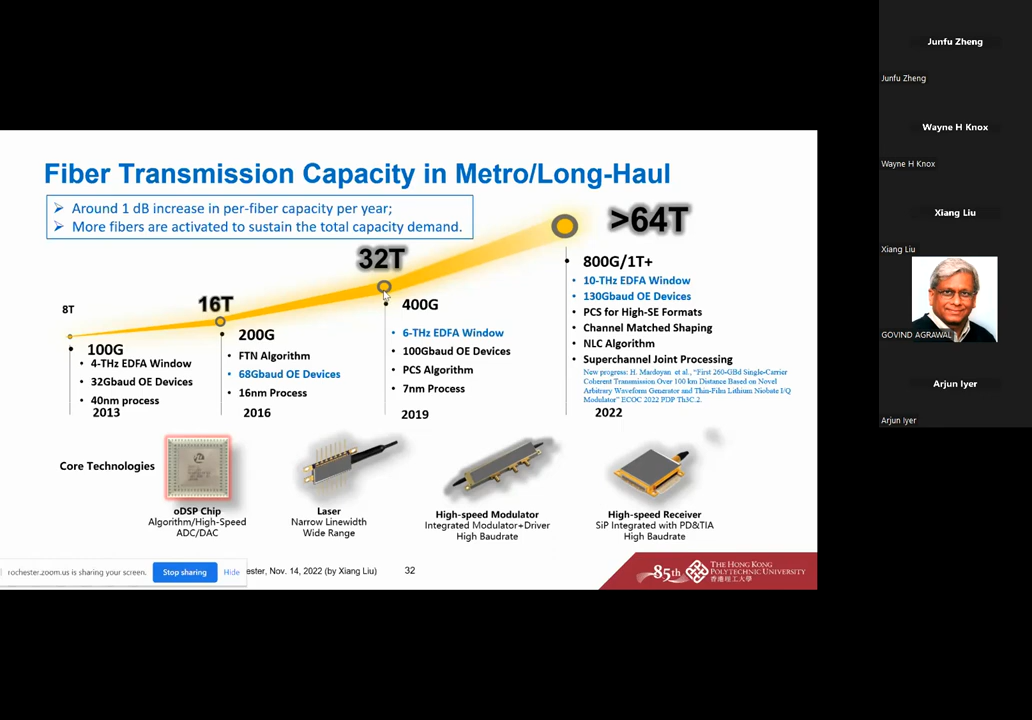 Fiber Transmission Capacity in Metro/Long-Haul
➢ Around 1 dB increase in per-fiber capacity per year;
➢ More fibers are activated to sustain the total capacity demand.
8T
16T
32T
>64T
100G
• 4-THz EDFA Window
• 32Gbaud OE Devices
• 40nm process
2013
200G
• FTN Algorithm
• 68Gbaud OE Devices
• 16nm Process
2016
400G
• 6-THz EDFA Window
• 100Gbaud OE Devices
• PCS Algorithm
• 7nm Process
2019
800G/1T+
• 10-THz EDFA Window
• 130Gbaud OE Devices
• PCS for High-SE Formats
• Channel Matched Shaping
• NLC Algorithm
• Superchannel Joint Processing
New progress: H. Mardoyan et al., “First 260-GBd Single-Carrier
Coherent Transmission Over 100 km Distance Based on Novel
Arbitrary Waveform Generator and Thin-Film Lithium Niobate I/Q
Modulator” ECOC 2022 PDP Th3C.2.
2022
Core Technologies
oDSP Chip
Algorithm/High-Speed
ADC/DAC
Laser
Narrow Linewidth
Wide Range
High-speed Modulator
Integrated Modulator+Driver
High Baudrate
High-speed Receiver
SiP Integrated with PD&TIA
High Baudrate
rochester.zoom.us is sharing your screen.
Stop sharing
Hide
ester, Nov. 14, 2022 (by Xiang Liu)
32
85th
THE HONG KONG
POLYTECHNIC UNIVERSITY
香港理工大學
Junfu Zheng
Junfu Zheng
Wayne H Knox
Wayne H Knox
Xiang Liu
Xiang Liu
GOVIND AGRAWAL
Arjun Iyer
Arjun Iyer